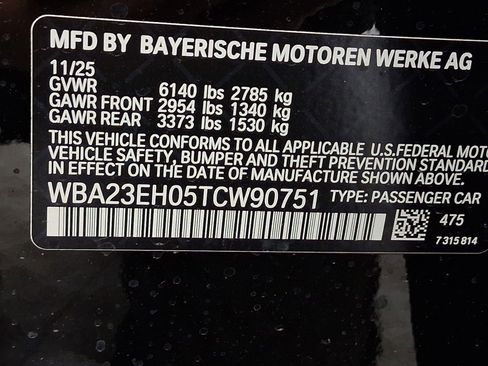 MFD BY BAYERISCHE MOTOREN WERKE AG
11/25
GVWR 6140 lbs 2785 kg
GAWR FRONT 2954 lbs 1340 kg
GAWR REAR 3373 lbs 1530 kg
THIS VEHICLE CONFORMS TO ALL APPLICABLE U.S.FEDERAL MOTO
VEHICLE SAFETY, BUMPER AND THEFT PREVENTION STANDARD
IN EFFECT ON THE DATE OF MANUFACTURE SHOWN ABOVE.
WBA23EH05TCW90751 TYPE: PASSENGER CAR
475
7 315 814